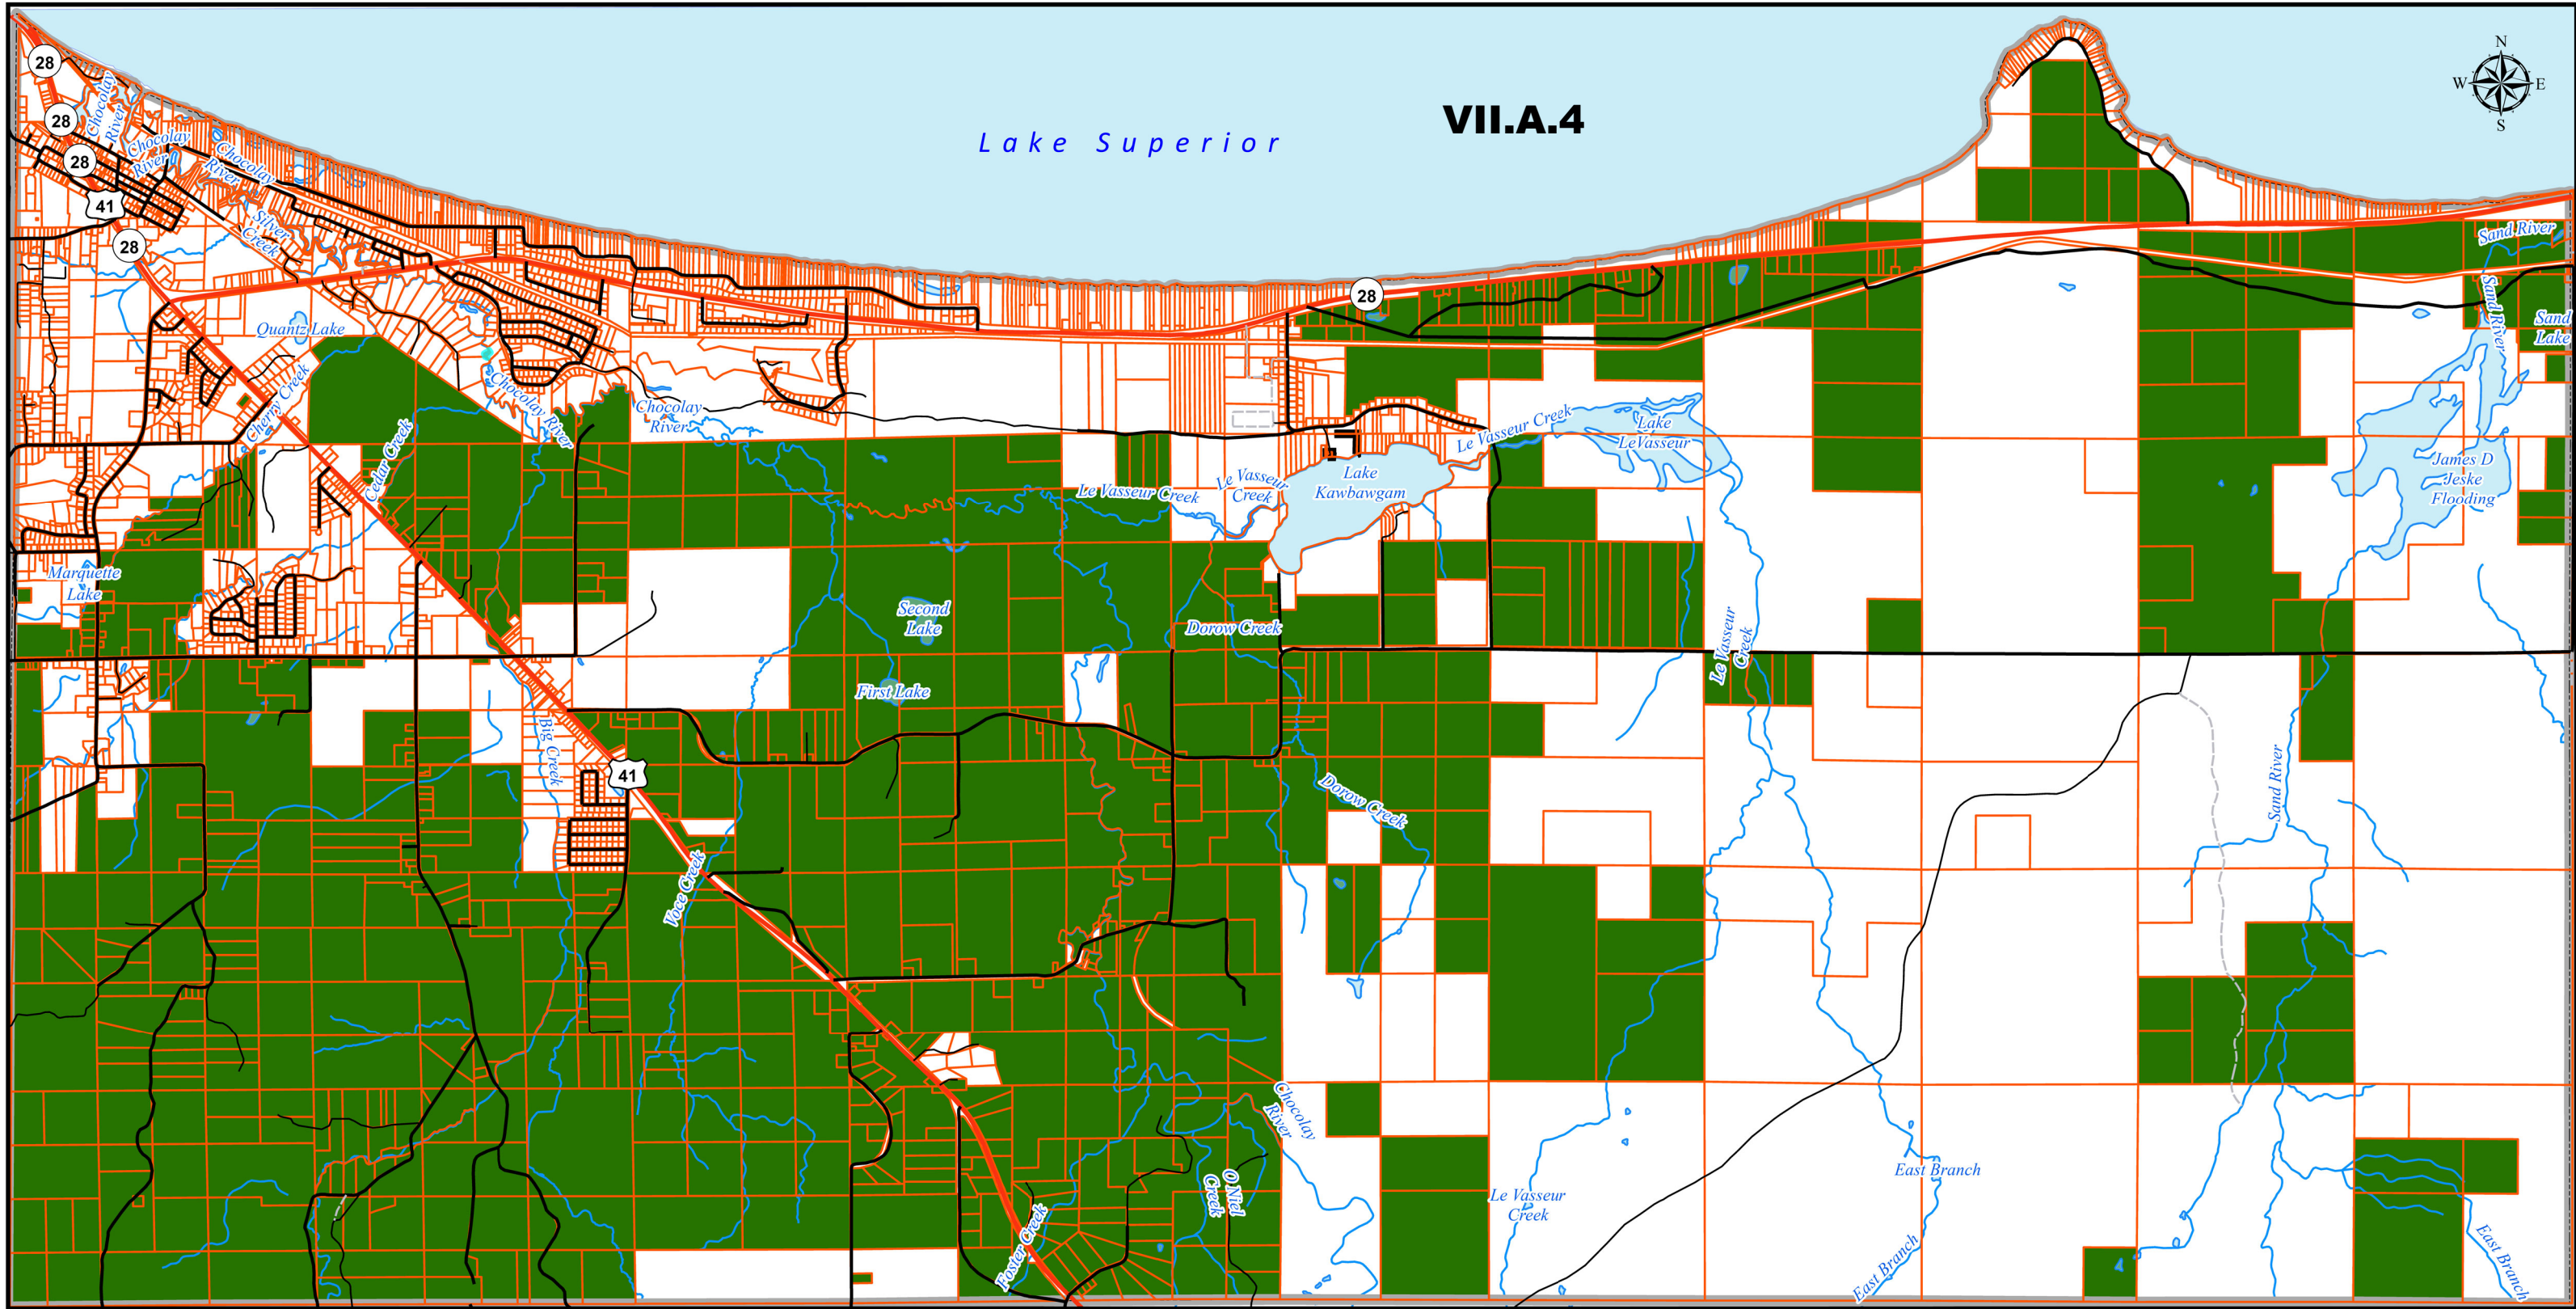 N
W E
S
28
28
28
41
28
Chocolay
River
Chocolay
River
Chocolay
River
Silver
Creek
VII.A.4
Lake Superior
Sand River
Sand River
Sand
Lake
28
Quantz Lake
Cherry Creek
Cedar Creek
Chocolay River
Chocolay
River
Le Vasseur Creek
Lake
LeVasseur
Le Vasseur Creek
Le Vasseur
Creek
Lake
Kawbawgam
James D
Jeske
Flooding
Marquette
Lake
Second
Lake
Dorow Creek
First Lake
Le Vasseur
Creek
Big Creek
41
Dorow Creek
Sand River
Voce Creek
Chocolay
River
O Niel
Creek
Foster Creek
Le Vasseur
Creek
East Branch
East Branch
East Branch